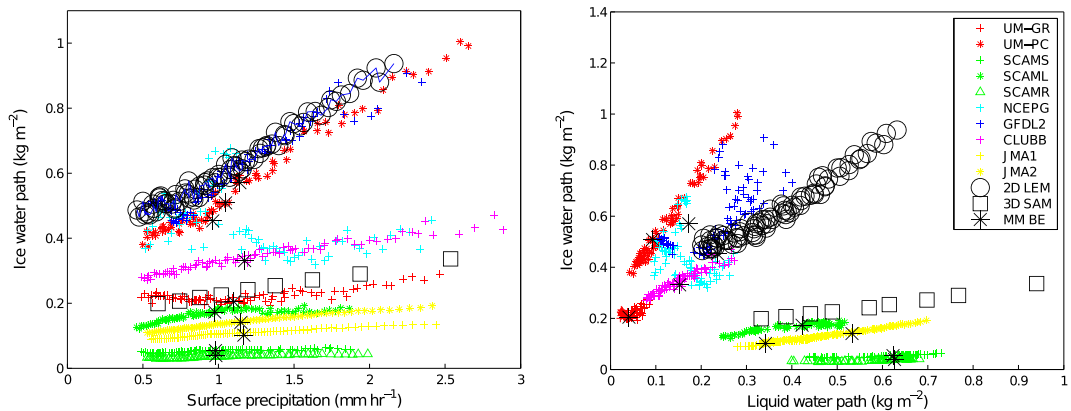 1
0.8
0.6
0.4
0.2
0
Ice water path (kg m−2)
0 0.5 1 1.5 2 2.5 3
Surface precipitation (mm hr−1)
1.4
1.2
1
0.8
0.6
0.4
0.2
0
Ice water path (kg m−2)
0 0.1 0.2 0.3 0.4 0.5 0.6 0.7 0.8 0.9 1
Liquid water path (kg m−2)
UM−GR
UM−PC
SCAMS
SCAML
SCAMR
NCEPG
GFDL2
CLUBB
JMA1
JMA2
2D LEM
3D SAM
MM BE